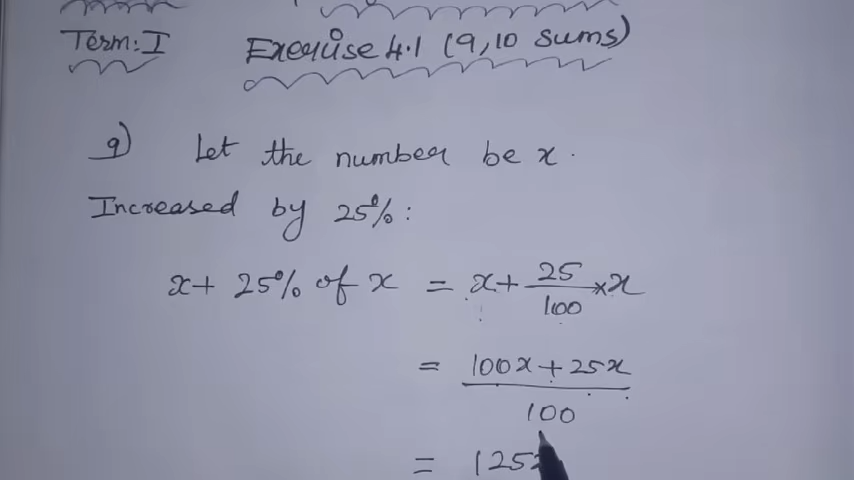 Term: I Exercise 4.1 (9,10 sums)
9) Let the number be x.
Increased by 25%:
x + 25% of x = x + 25/100 × x
= 100x + 25x / 100
= 125